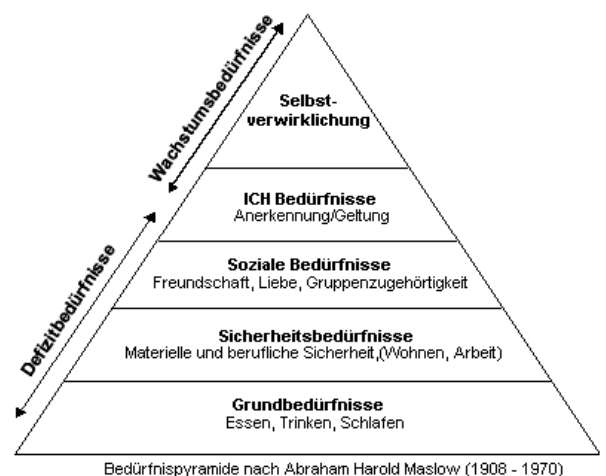 Wachstumsbedürfnisse
Defizitbedürfnisse
Selbst-
verwirklichung
ICH Bedürfnisse
Anerkennung/Geltung
Soziale Bedürfnisse
Freundschaft, Liebe, Gruppenzugehörtigkeit
Sicherheitsbedürfnisse
Materielle und berufliche Sicherheit,(Wohnen, Arbeit)
Grundbedürfnisse
Essen, Trinken, Schlafen
Bedürfnispyramide nach Abraham Harold Maslow (1908 - 1970)